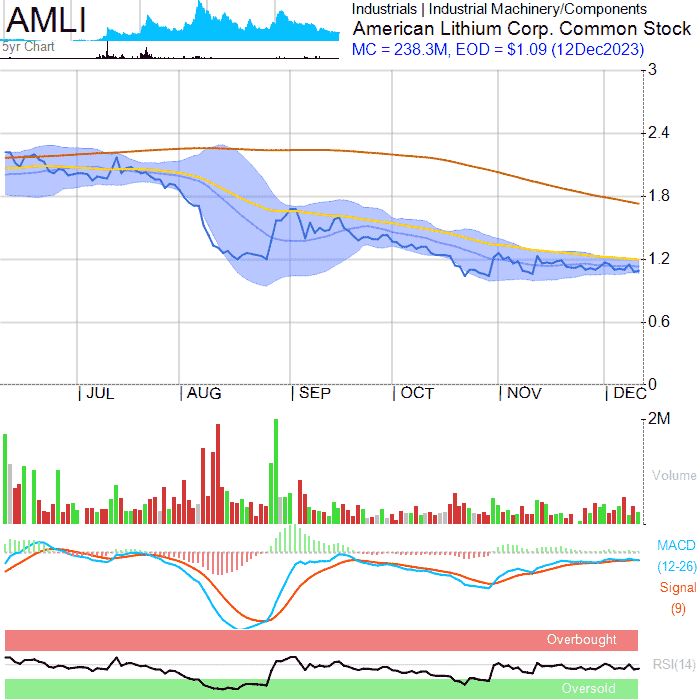 AMLI
5yr Chart
Industrials | Industrial Machinery/Components
American Lithium Corp. Common Stock
MC = 238.3M, EOD = $1.09 (12Dec2023)
3
2.4
1.8
1.2
0.6
0
JUL AUG SEP OCT NOV DEC
2M
Volume
MACD
(12-26)
Signal
(9)
Overbought
RSI(14)
Oversold